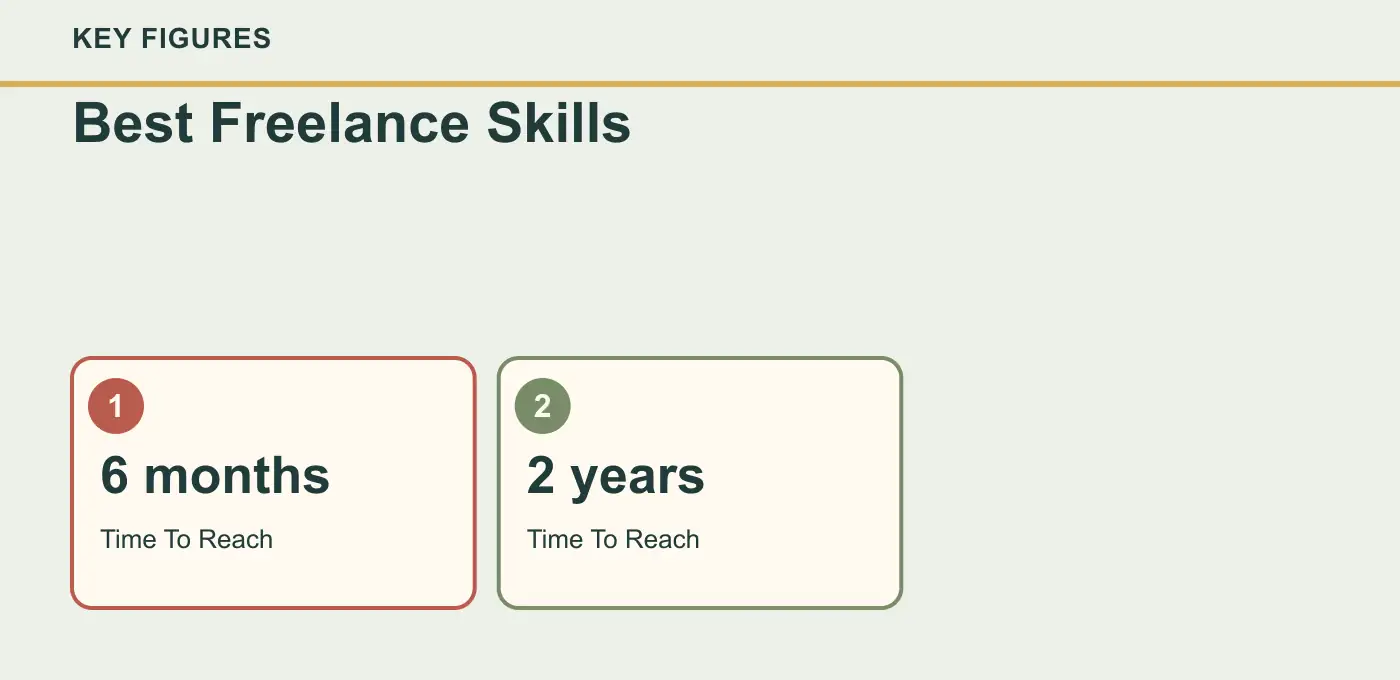 KEY FIGURES
Best Freelance Skills
1
6 months
Time To Reach
2
2 years
Time To Reach